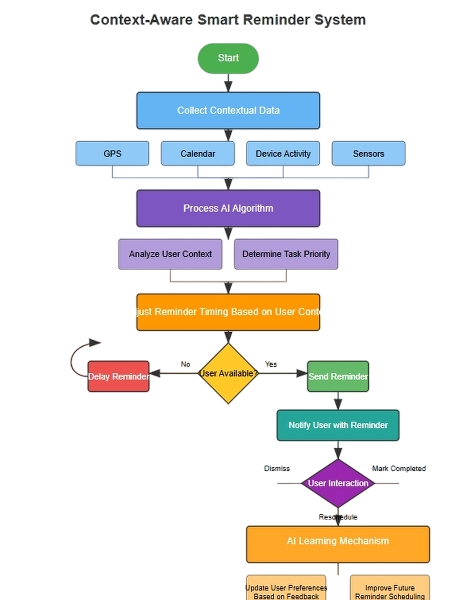 Context-Aware Smart Reminder System
Start
Collect Contextual Data
GPS
Calendar
Device Activity
Sensors
Process AI Algorithm
Analyze User Context
Determine Task Priority
just Reminder Timing Based on User Conte
No
User Available?
Yes
Delay Reminder
Send Reminder
Notify User with Reminder
Dismiss
Mark Completed
User Interaction
Reschedule
AI Learning Mechanism
Update User Preferences
Based on Feedback
Improve Future
Reminder Scheduling